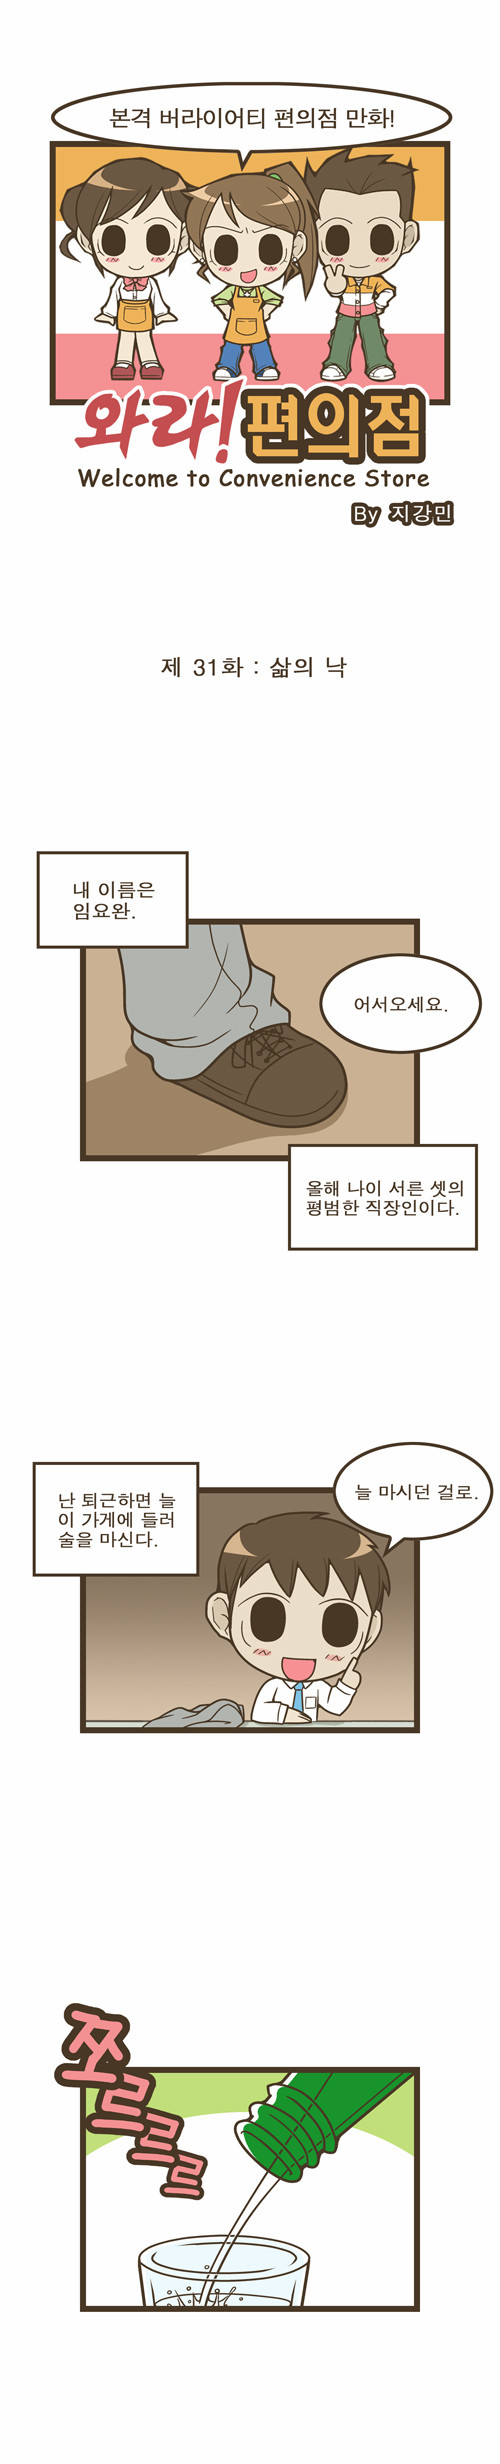 본격 버라이어티 편의점 만화!
와라! 편의점
Welcome to Convenience Store
By 지강민
제 31화 : 삶의 낙
내 이름은
임요완.
어서오세요.
올해 나이 서른 셋의
평범한 직장인이다.
난 퇴근하면 늘
이 가게에 들러
술을 마신다.
늘 마시던 걸로.
쪼르르르